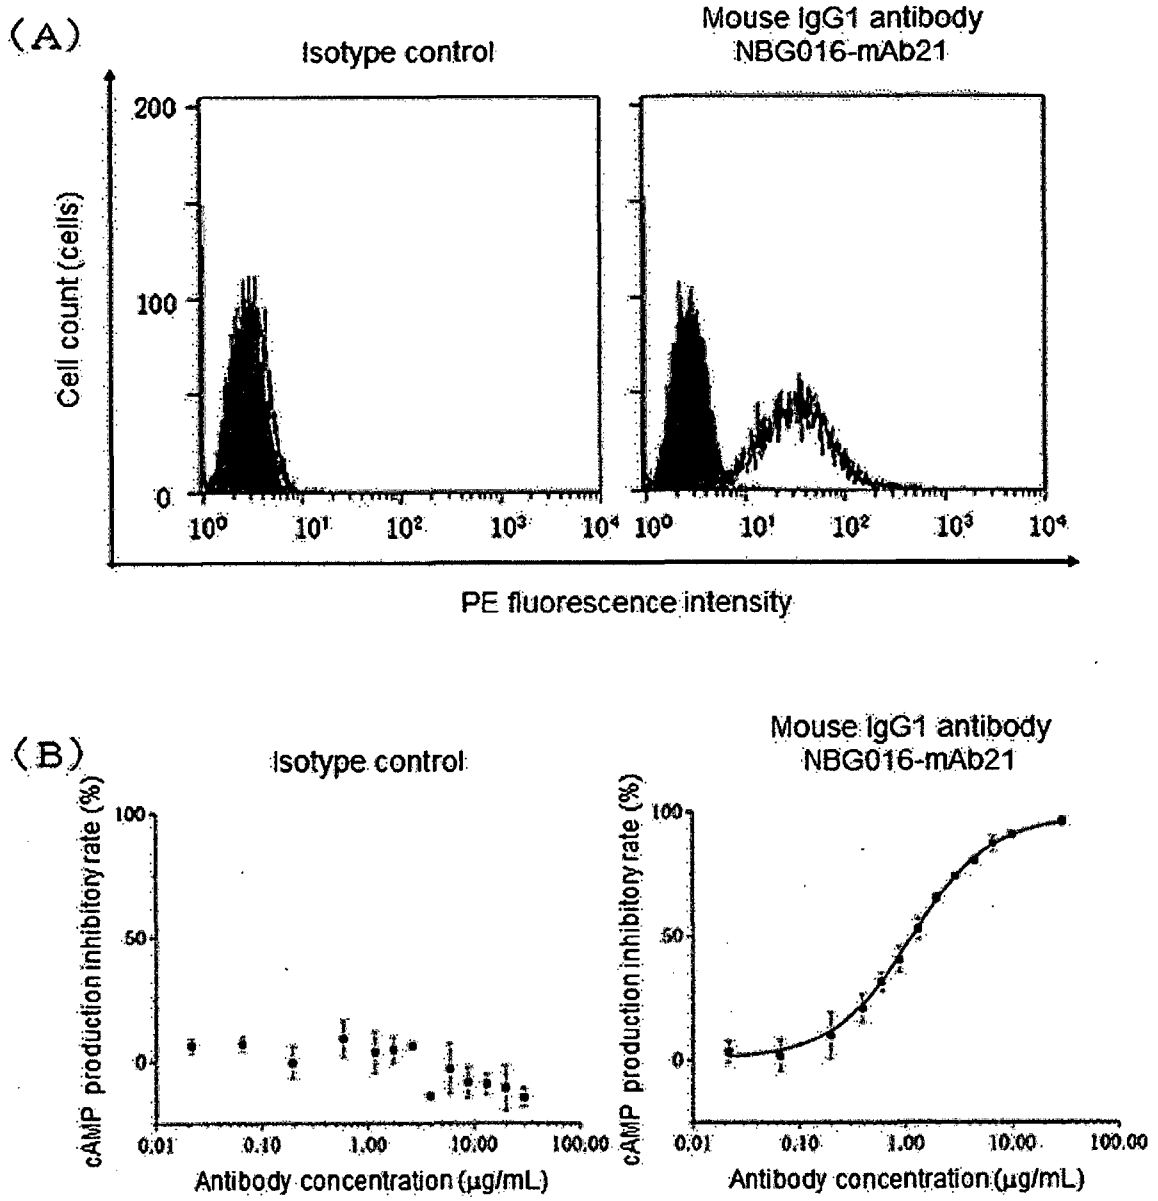 (A)
Isotype control
Mouse IgG1 antibody
NBG016-mAb21
Cell count (cells)
200
100
0
10⁰ 10¹ 10² 10³ 10⁴
10⁰ 10¹ 10² 10³ 10⁴
PE fluorescence intensity
(B)
Isotype control
Mouse IgG1 antibody
NBG016-mAb21
cAMP production inhibitory rate (%)
100
50
0
0.01 0.10 1.00 10.00 100.00
Antibody concentration (µg/mL)
cAMP production inhibitory rate (%)
100
50
0
0.01 0.10 1.00 10.00 100.00
Antibody concentration (µg/mL)